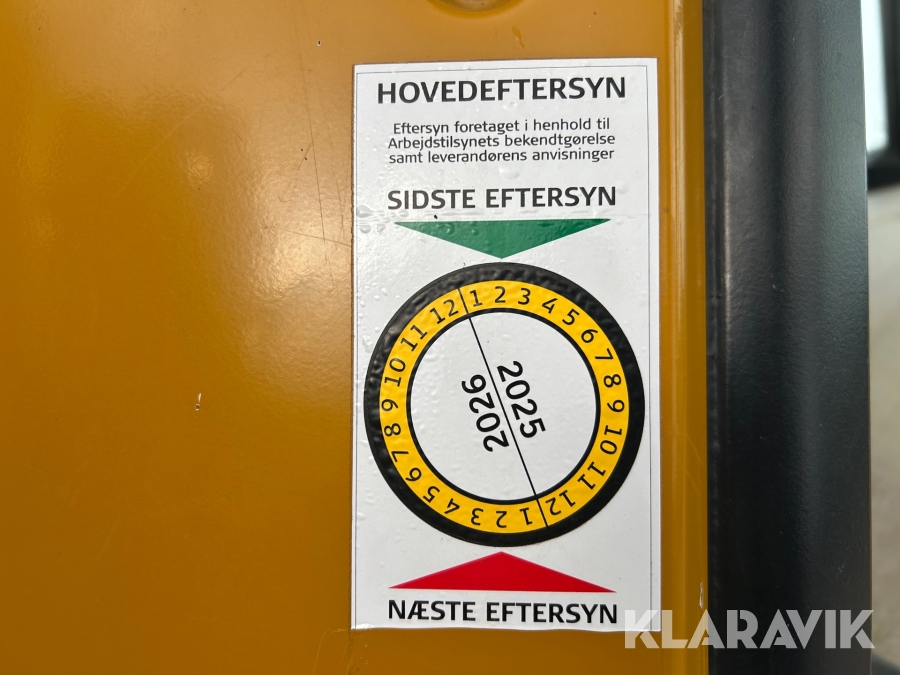 HOVEDEFTERSYN
Eftersyn foretaget i henhold til
Arbejdstilsynets bekendtgørelse
samt leverandørens anvisninger
SIDSTE EFTERSYN
1 2 3 4 5 6 7 8 9 10 11 12
2025
2026
1 2 3 4 5 6 7 8 9 10 11 12
NÆSTE EFTERSYN
KLARAVIK